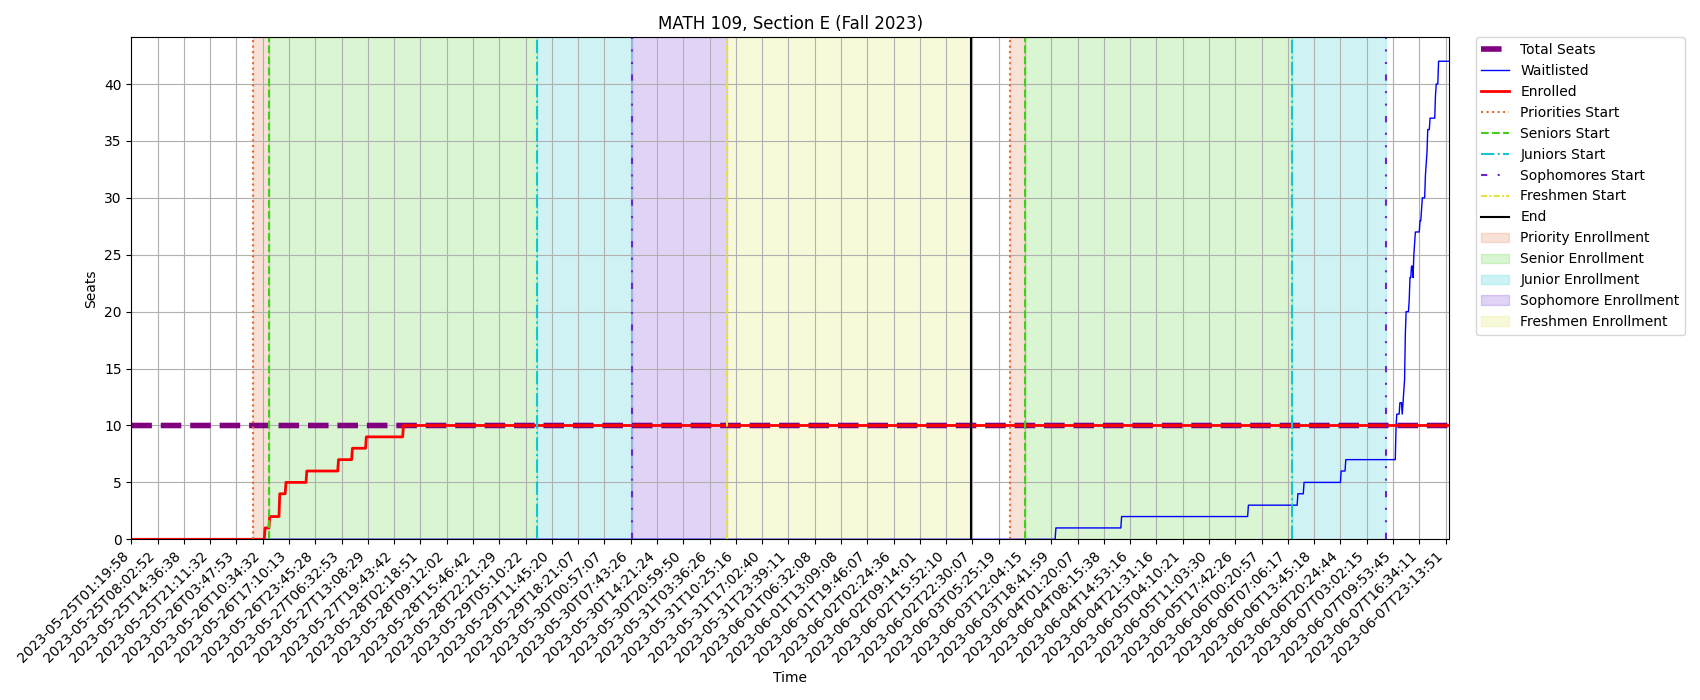 MATH 109, Section E (Fall 2023)
Total Seats
Waitlisted
Enrolled
Priorities Start
Seniors Start
Juniors Start
Sophomores Start
Freshmen Start
End
Priority Enrollment
Senior Enrollment
Junior Enrollment
Sophomore Enrollment
Freshmen Enrollment
Seats
40
35
30
25
20
15
10
5
0
2023-05-25T01:19:58
2023-05-25T08:02:52
2023-05-25T14:36:38
2023-05-25T21:11:32
2023-05-26T03:47:53
2023-05-26T10:34:32
2023-05-26T17:10:13
2023-05-26T23:45:28
2023-05-27T06:32:53
2023-05-27T13:08:29
2023-05-27T19:43:42
2023-05-28T02:18:51
2023-05-28T09:12:02
2023-05-28T15:46:42
2023-05-28T22:21:29
2023-05-29T05:10:22
2023-05-29T11:45:20
2023-05-29T18:21:07
2023-05-30T00:57:07
2023-05-30T07:43:26
2023-05-30T14:21:24
2023-05-30T20:59:50
2023-05-31T03:36:26
2023-05-31T10:25:16
2023-05-31T17:02:40
2023-05-31T23:39:11
2023-06-01T06:32:08
2023-06-01T13:09:08
2023-06-01T19:46:07
2023-06-02T02:24:36
2023-06-02T09:14:01
2023-06-02T15:52:10
2023-06-02T22:30:07
2023-06-03T05:25:19
2023-06-03T12:04:15
2023-06-03T18:41:59
2023-06-04T01:20:07
2023-06-04T08:15:38
2023-06-04T14:53:16
2023-06-04T21:31:16
2023-06-05T04:10:21
2023-06-05T11:03:30
2023-06-05T17:42:26
2023-06-06T00:20:57
2023-06-06T07:06:17
2023-06-06T13:45:18
2023-06-06T20:24:44
2023-06-07T03:02:15
2023-06-07T09:53:45
2023-06-07T16:34:11
2023-06-07T23:13:51
Time